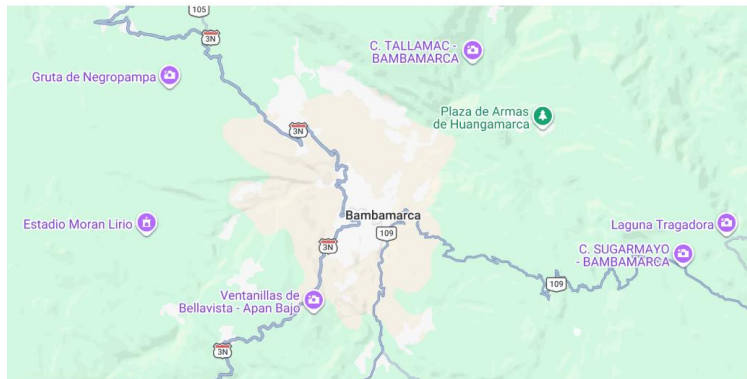 105
3N
C. TALLAMAC -
BAMBAMARCA
Gruta de Negropampa
Plaza de Armas
de Huangamarca
3N
Bambamarca
Estadio Moran Lirio
109
Laguna Tragadora
3N
C. SUGARMAYO
- BAMBAMARCA
109
Ventanillas de
Bellavista - Apan Bajo
3N